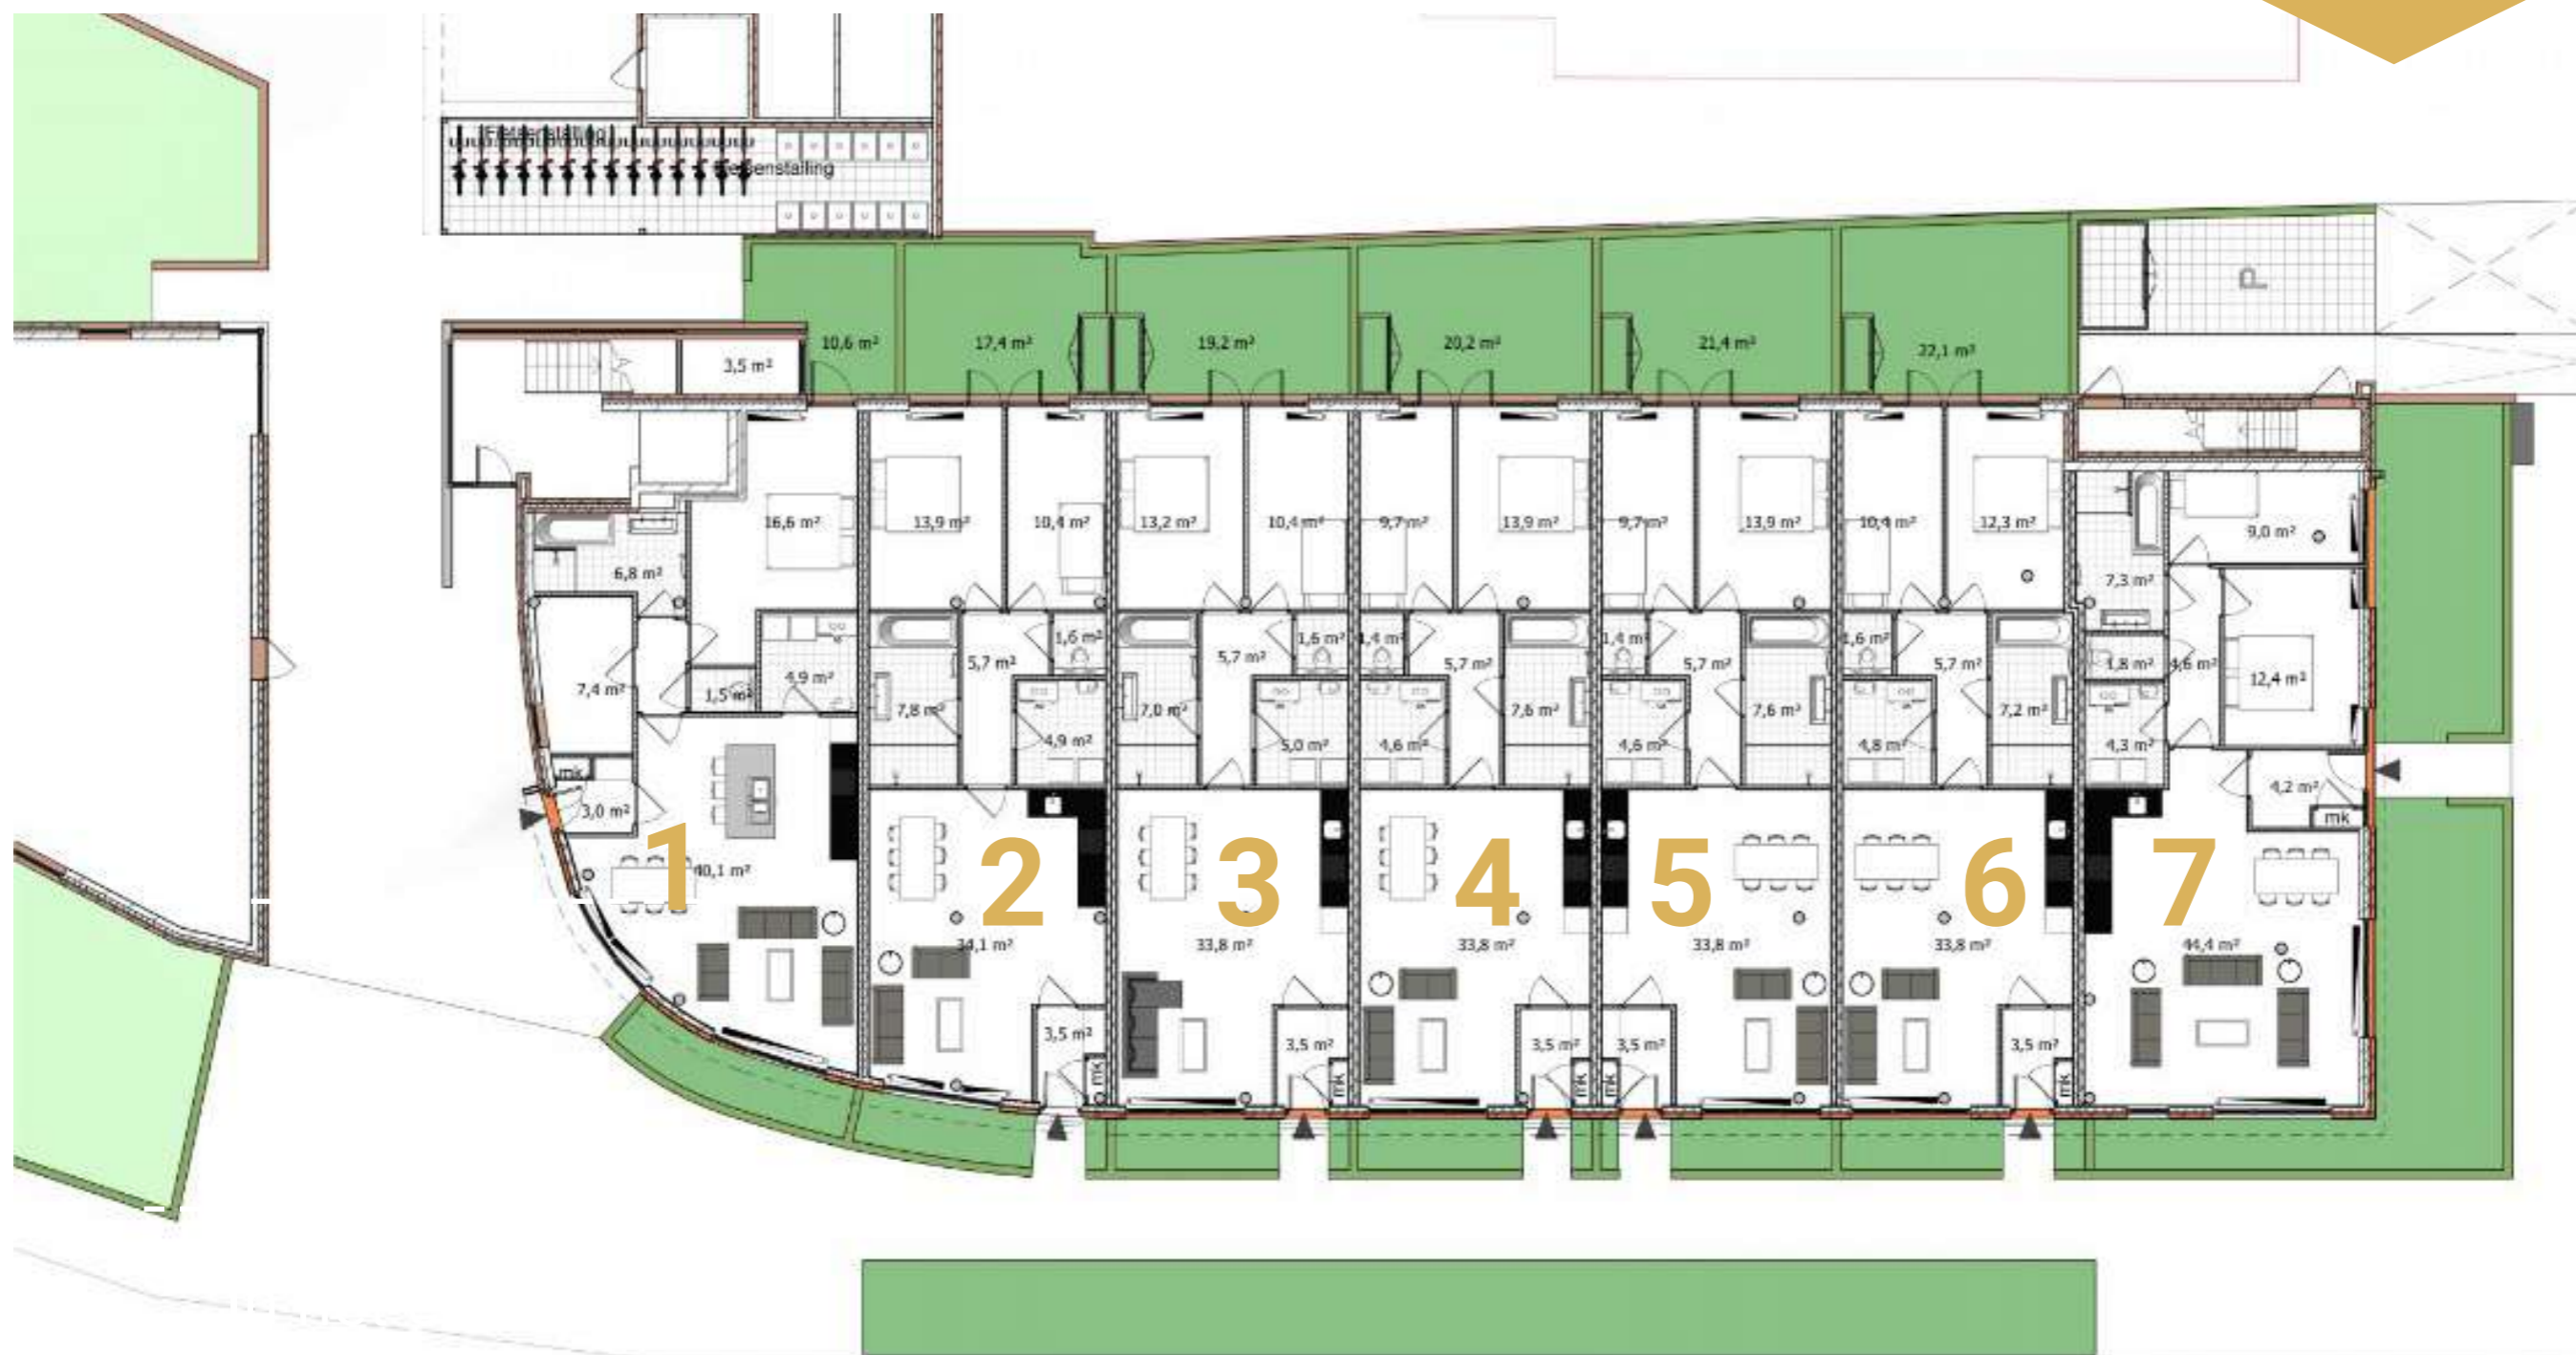 Fietsenstalling
Fietsenstalling
P
10,6 m²
17,4 m²
19,2 m²
20,2 m²
21,4 m²
22,1 m²
3,5 m²
16,6 m²
13,9 m²
10,4 m²
13,2 m²
10,4 m²
9,7 m²
13,9 m²
9,7 m²
13,9 m²
10,4 m²
12,3 m²
9,0 m²
6,8 m²
7,3 m²
1,6 m²
1,6 m²
1,4 m²
1,4 m²
1,6 m²
5,7 m²
5,7 m²
5,7 m²
5,7 m²
5,7 m²
1,8 m²
4,6 m²
12,4 m²
7,4 m²
1,5 m²
4,9 m²
7,8 m²
4,9 m²
7,0 m²
5,0 m²
4,6 m²
7,6 m²
4,6 m²
7,6 m²
4,8 m²
7,2 m²
4,3 m²
mk
3,0 m²
4,2 m²
mk
1
2
3
4
5
6
7
40,1 m²
34,1 m²
33,8 m²
33,8 m²
33,8 m²
33,8 m²
44,4 m²
3,5 m²
3,5 m²
3,5 m²
3,5 m²
3,5 m²
mk
mk
mk
mk
mk